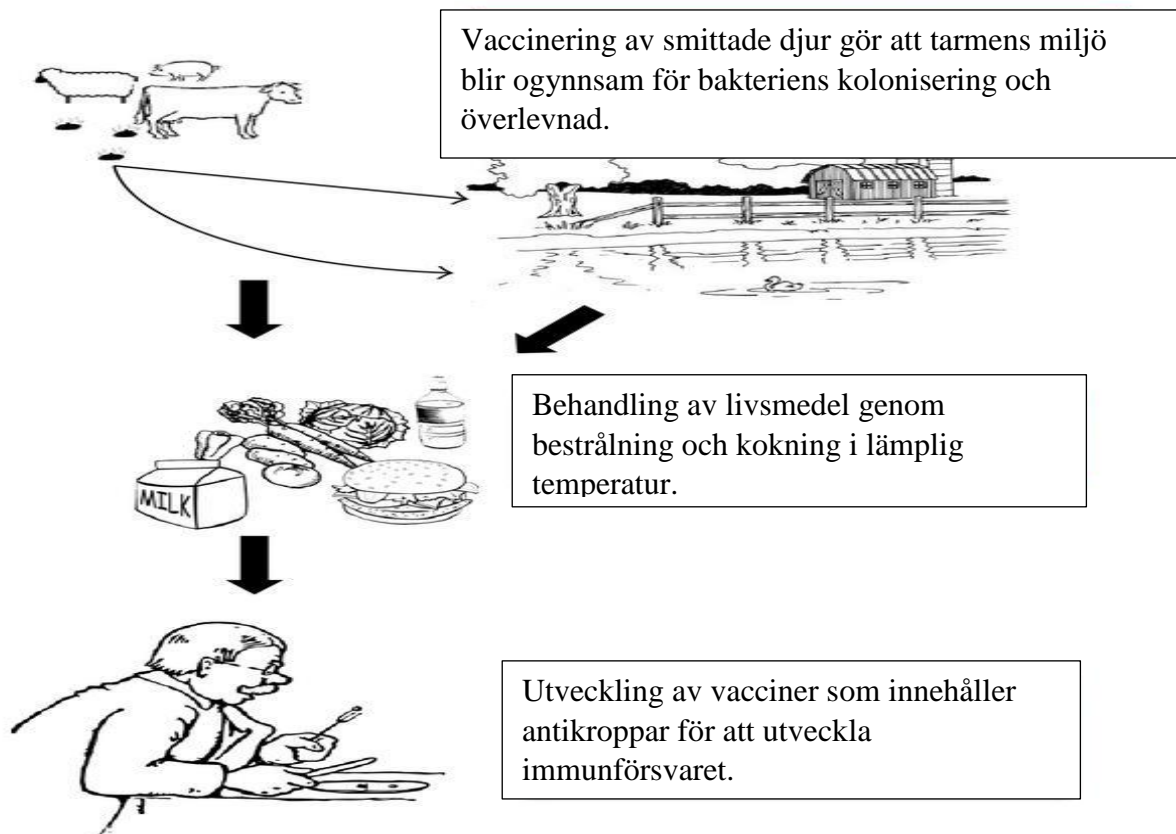 Vaccinering av smittade djur gör att tarmens miljö
blir ogynnsam för bakteriens kolonisering och
överlevnad.
Behandling av livsmedel genom
bestrålning och kokning i lämplig
temperatur.
MILK
Utveckling av vacciner som innehåller
antikroppar för att utveckla
immunförsvaret.